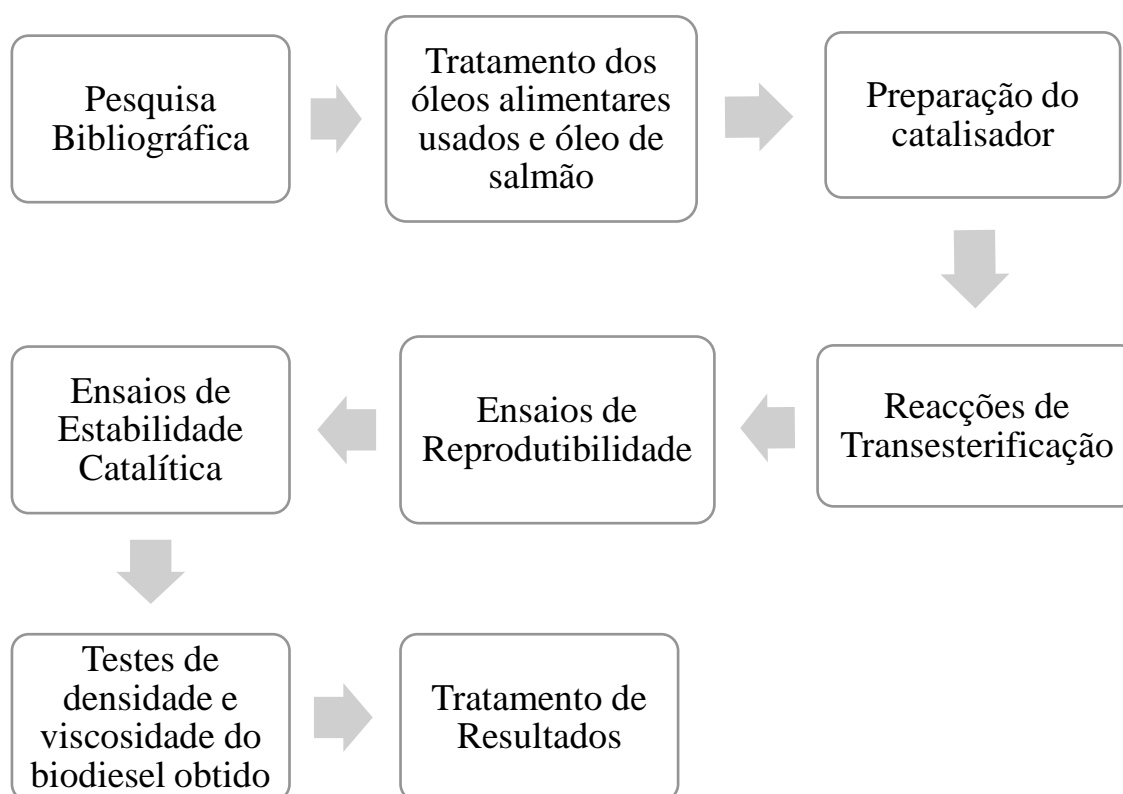 Pesquisa
Bibliográfica
Tratamento dos
óleos alimentares
usados e óleo de
salmão
Preparação do
catalisador
Reacções de
Transesterificação
Ensaios de
Reprodutibilidade
Ensaios de
Estabilidade
Catalítica
Testes de
densidade e
viscosidade do
biodiesel obtido
Tratamento de
Resultados